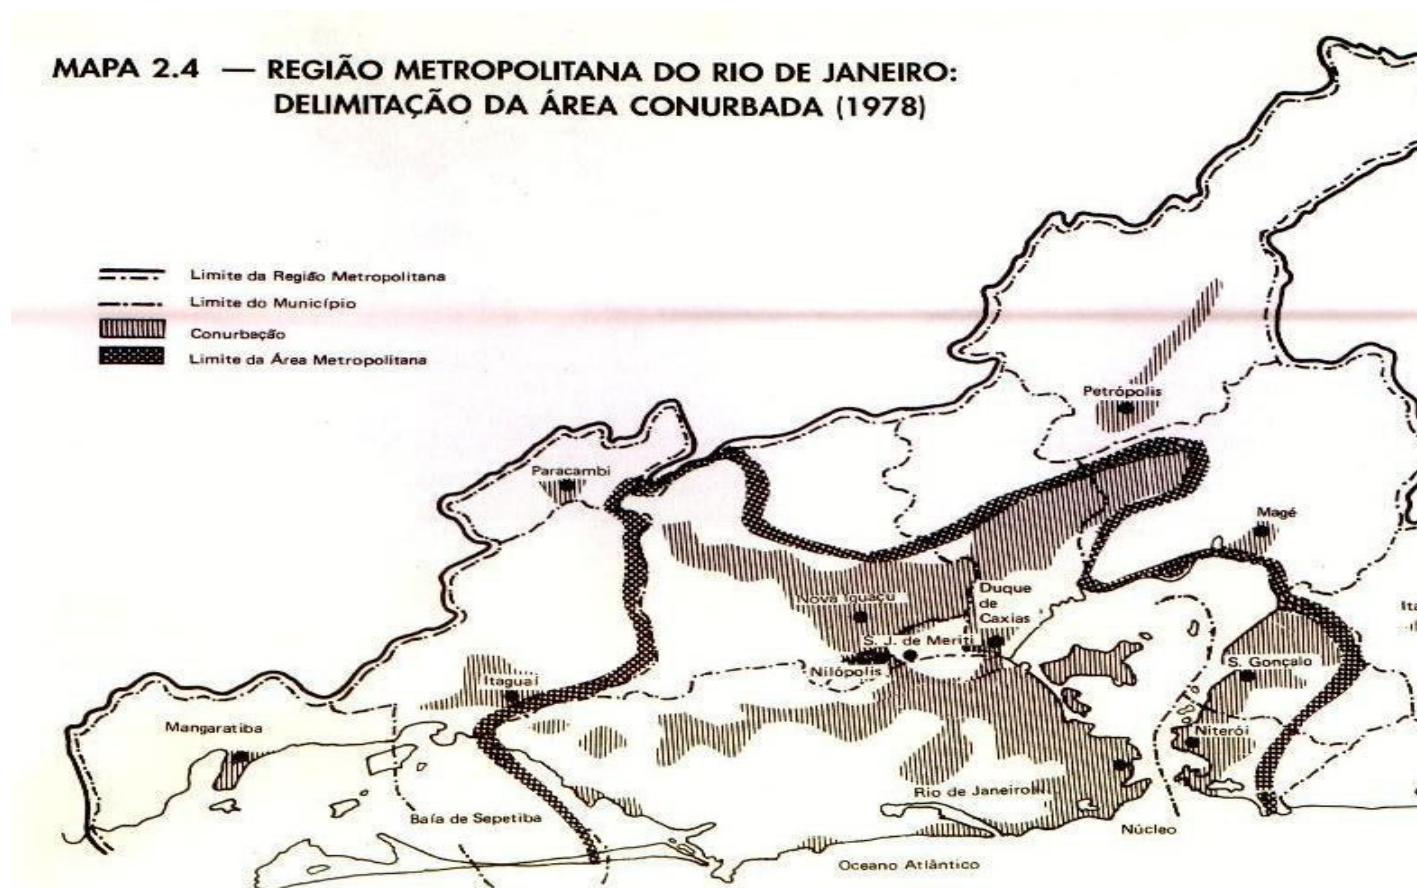 MAPA 2.4 — REGIÃO METROPOLITANA DO RIO DE JANEIRO:
DELIMITAÇÃO DA ÁREA CONURBADA (1978)
Limite da Região Metropolitana
Limite do Município
Conurbação
Limite da Área Metropolitana
Petrópolis
Paracambi
Magé
Duque
de
Caxias
Nova Iguaçu
Ita
S. J. de Meriti
S. Gonçalo
Nilópolis
Itaguaí
Mangaratiba
Niterói
Rio de Janeiro
Baía de Sepetiba
Núcleo
Oceano Atlântico